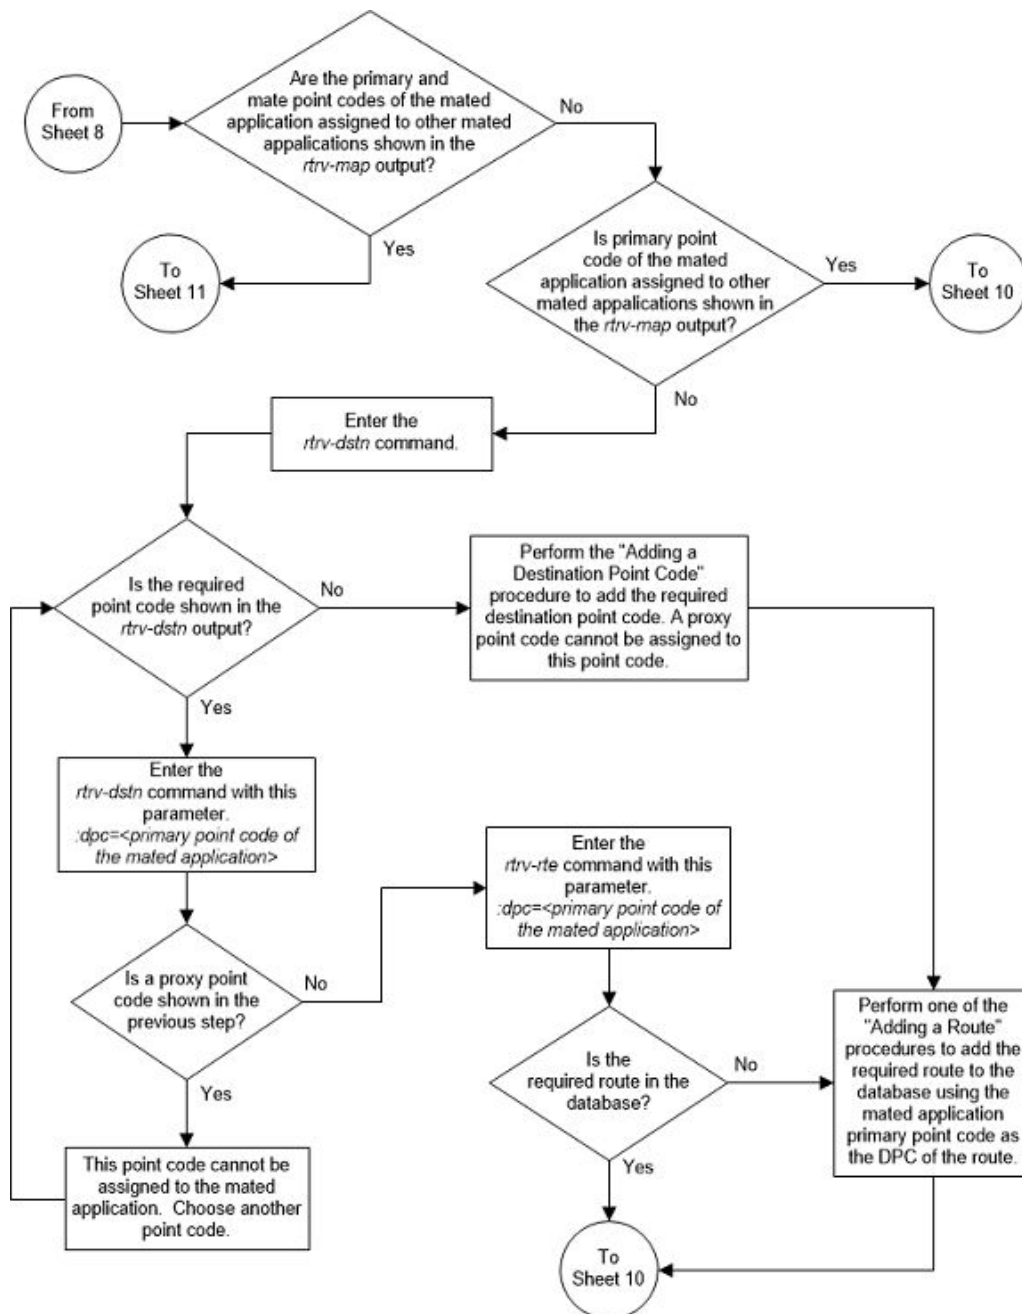 From
Sheet 8
Are the primary and
mate point codes of the mated
application assigned to other mated
appalications shown in the
rtrv-map output?
No
Yes
To
Sheet 11
Is primary point
code of the mated
application assigned to other
mated appalications shown in
the rtrv-map output?
Yes
To
Sheet 10
No
Enter the
rtrv-dstn command.
Is the required
point code shown in the
rtrv-dstn output?
No
Perform the "Adding a
Destination Point Code"
procedure to add the required
destination point code. A proxy
point code cannot be assigned to
this point code.
Yes
Enter the
rtrv-dstn command with this
parameter.
:dpc=<primary point code of
the mated application>
Enter the
rtrv-rte command with this
parameter.
:dpc=<primary point code of
the mated application>
Is a proxy point
code shown in the
previous step?
No
Yes
This point code cannot be
assigned to the mated
application. Choose another
point code.
Is the
required route in the
database?
No
Perform one of the
"Adding a Route"
procedures to add the
required route to the
database using the
mated application
primary point code as
the DPC of the route.
Yes
To
Sheet 10